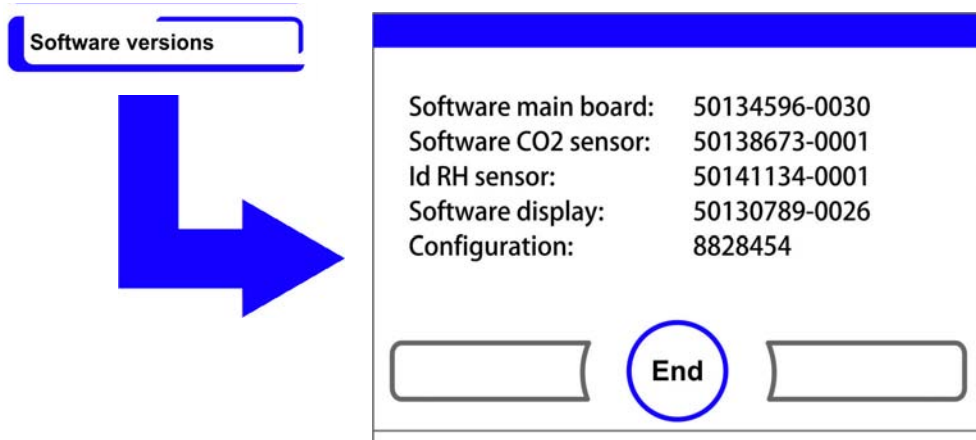 Software versions
Software main board: 50134596-0030
Software CO2 sensor: 50138673-0001
Id RH sensor: 50141134-0001
Software display: 50130789-0026
Configuration: 8828454
End